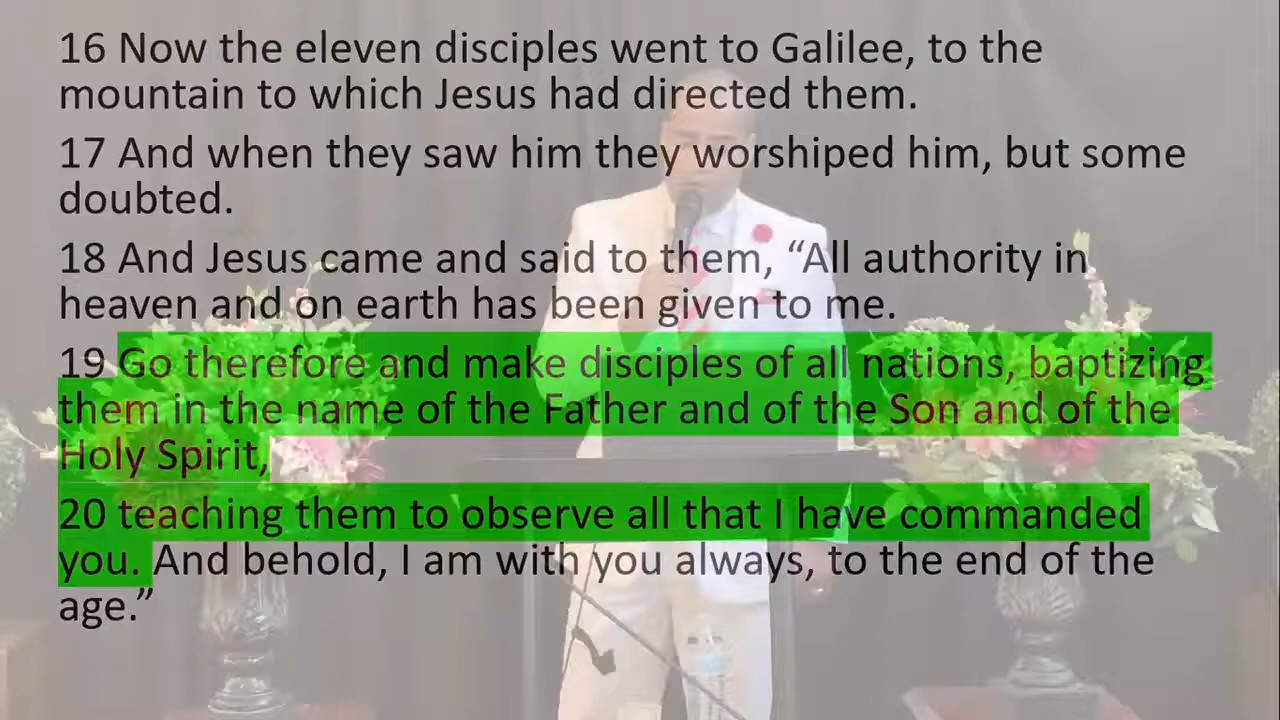 16 Now the eleven disciples went to Galilee, to the
mountain to which Jesus had directed them.
17 And when they saw him they worshiped him, but some
doubted.
18 And Jesus came and said to them, “All authority in
heaven and on earth has been given to me.
19 Go therefore and make disciples of all nations, baptizing
them in the name of the Father and of the Son and of the
Holy Spirit,
20 teaching them to observe all that I have commanded
you. And behold, I am with you always, to the end of the
age.”